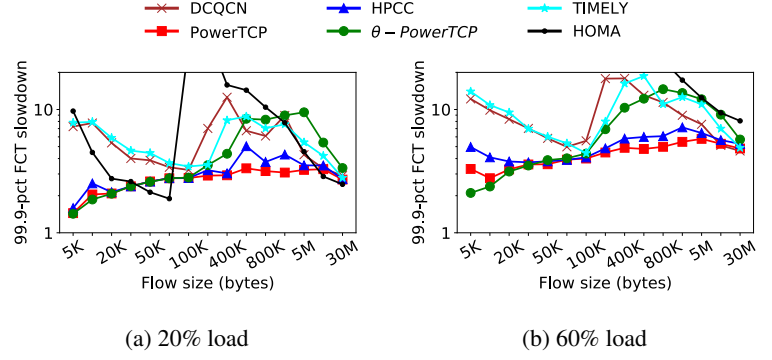 DCQCN HPCC TIMELY
PowerTCP θ − PowerTCP HOMA
99.9-pct FCT slowdown
10
1
5K 20K 50K 100K 400K 800K 5M 30M
Flow size (bytes)
(a) 20% load
99.9-pct FCT slowdown
10
1
5K 20K 50K 100K 400K 800K 5M 30M
Flow size (bytes)
(b) 60% load